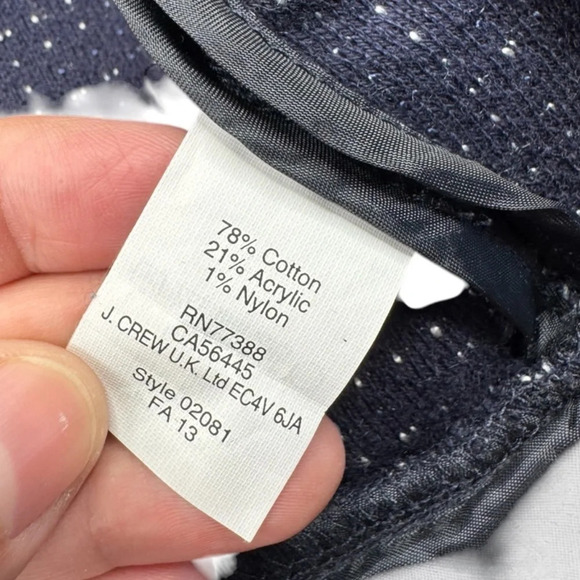 78% Cotton
21% Acrylic
1% Nylon
RN77388
CA56445
J. CREW U.K. Ltd EC4V 6JA
Style 02081
FA 13